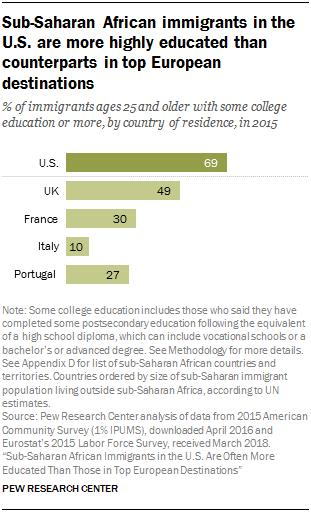 Sub-Saharan African immigrants in the
U.S. are more highly educated than
counterparts in top European
destinations
% of immigrants ages 25 and older with some college
education or more, by country of residence, in 2015
U.S. 69
UK 49
France 30
Italy 10
Portugal 27
Note: Some college education includes those who said they have
completed some postsecondary education following the equivalent
of a high school diploma, which can include vocational schools or a
bachelor's or advanced degree. See Methodology for more details.
See Appendix D for list of sub-Saharan African countries and
territories. Countries ordered by size of sub-Saharan immigrant
population living outside sub-Saharan Africa, according to UN
estimates.
Source: Pew Research Center analysis of data from 2015 American
Community Survey (1% IPUMS), downloaded April 2016 and
Eurostat's 2015 Labor Force Survey, received March 2018.
"Sub-Saharan African Immigrants in the U.S. Are Often More
Educated Than Those in Top European Destinations"
PEW RESEARCH CENTER